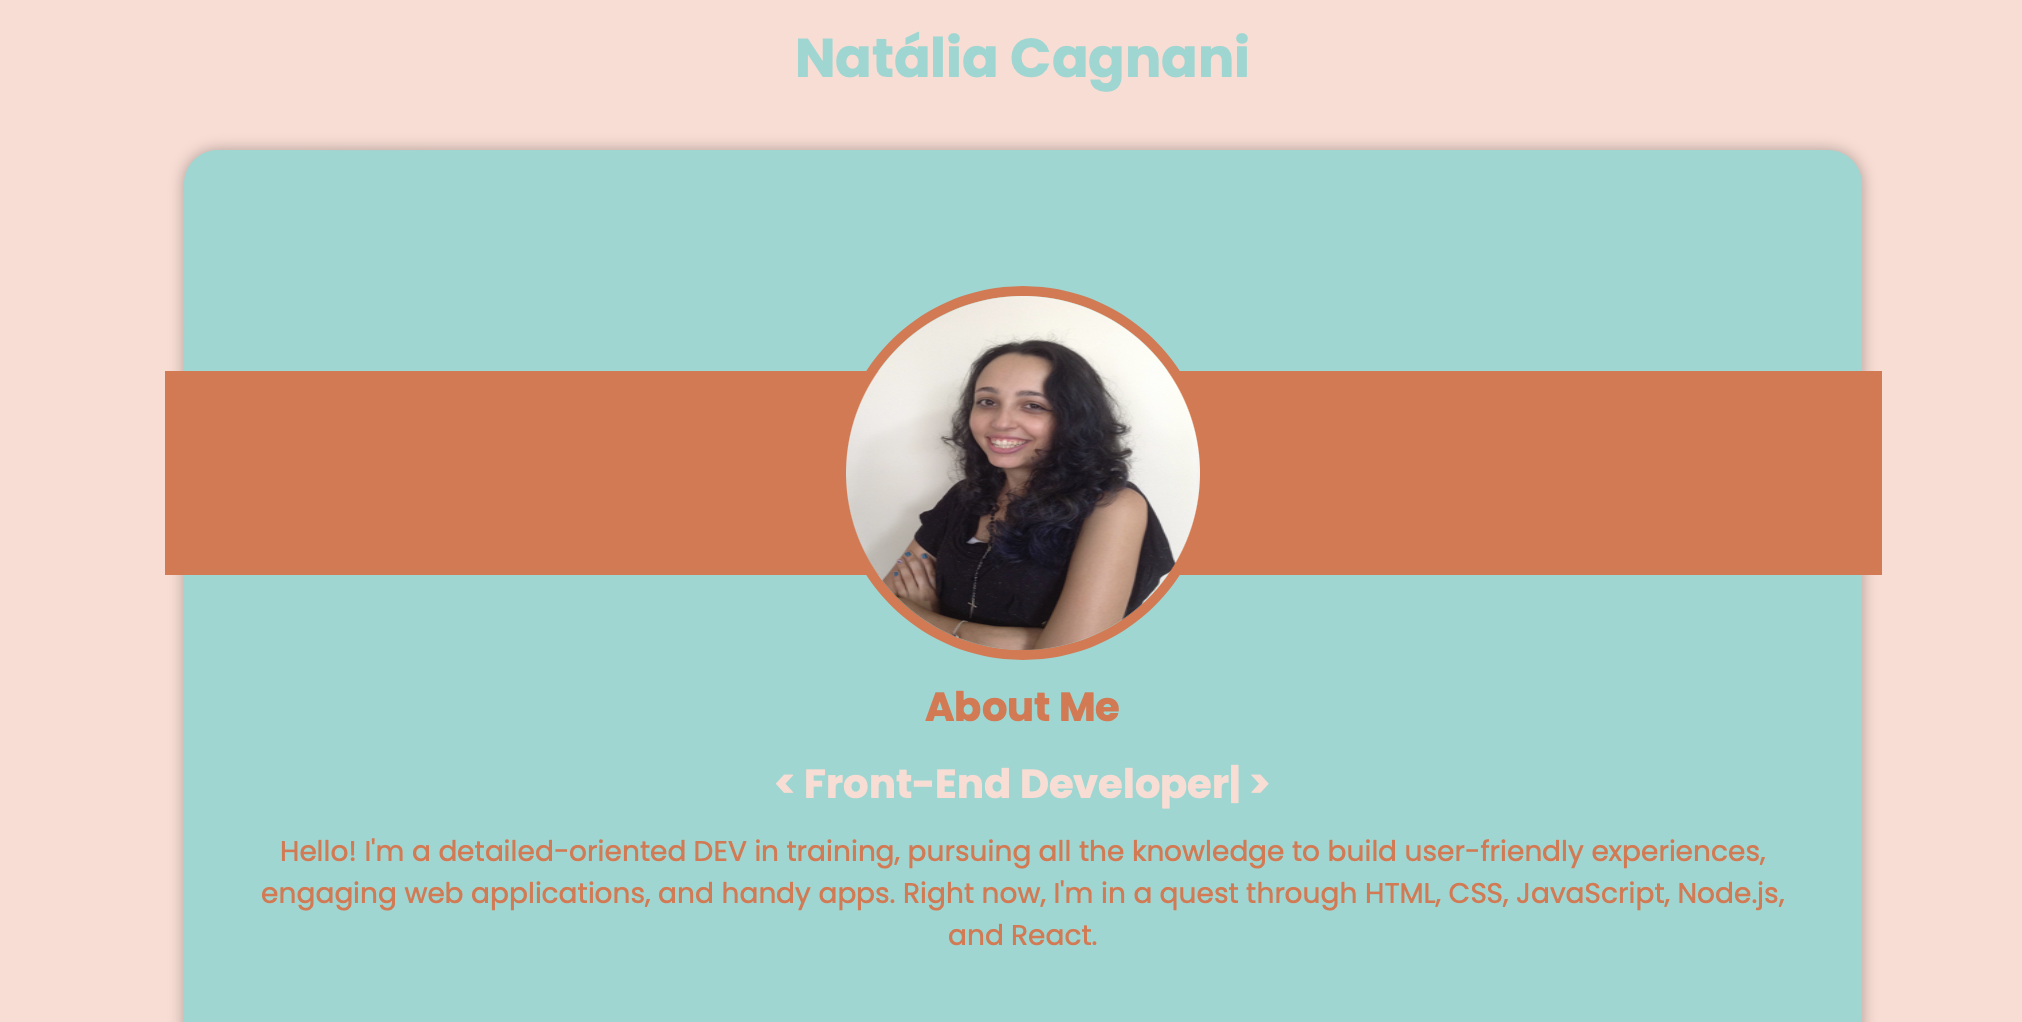 Natália Cagnani
About Me
< Front-End Developer| >
Hello! I'm a detailed-oriented DEV in training, pursuing all the knowledge to build user-friendly experiences,
engaging web applications, and handy apps. Right now, I'm in a quest through HTML, CSS, JavaScript, Node.js,
and React.